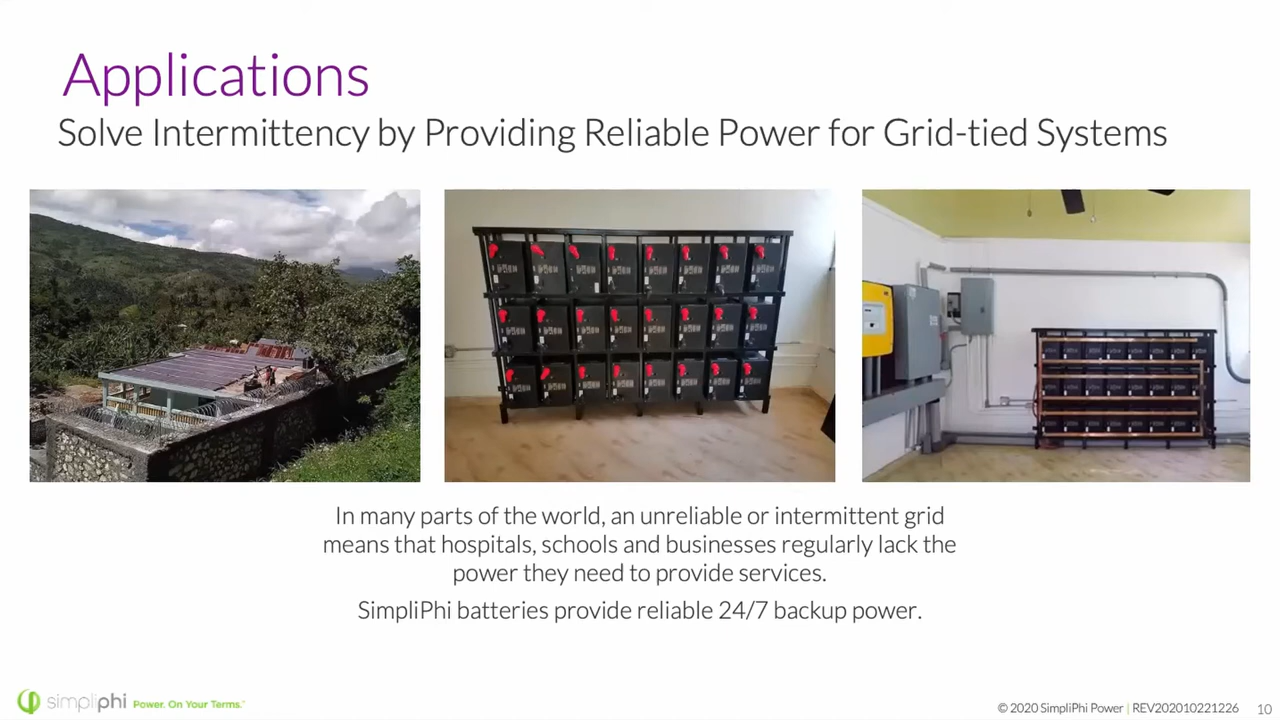 Applications
Solve Intermittency by Providing Reliable Power for Grid-tied Systems
In many parts of the world, an unreliable or intermittent grid
means that hospitals, schools and businesses regularly lack the
power they need to provide services.
SimpliPhi batteries provide reliable 24/7 backup power.
simpliphi Power. On Your Terms.™
© 2020 SimpliPhi Power | REV202010221226 10